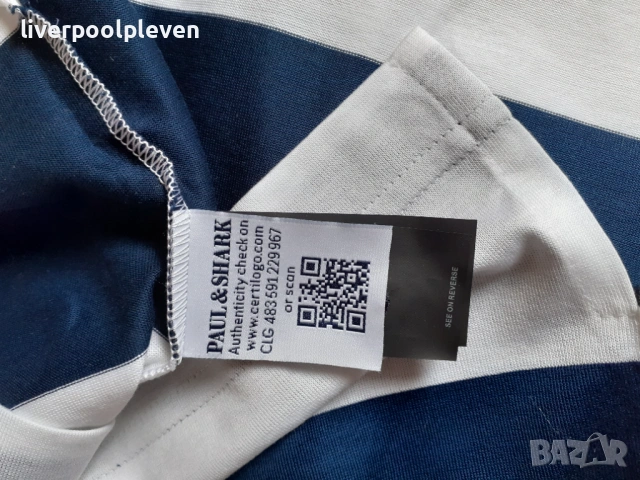 liverpoolpleven
PAUL & SHARK
Authenticity check on
www.certilogo.com
CLG 483 591 229 967
or scan
SEE ON REVERSE
BAZAR